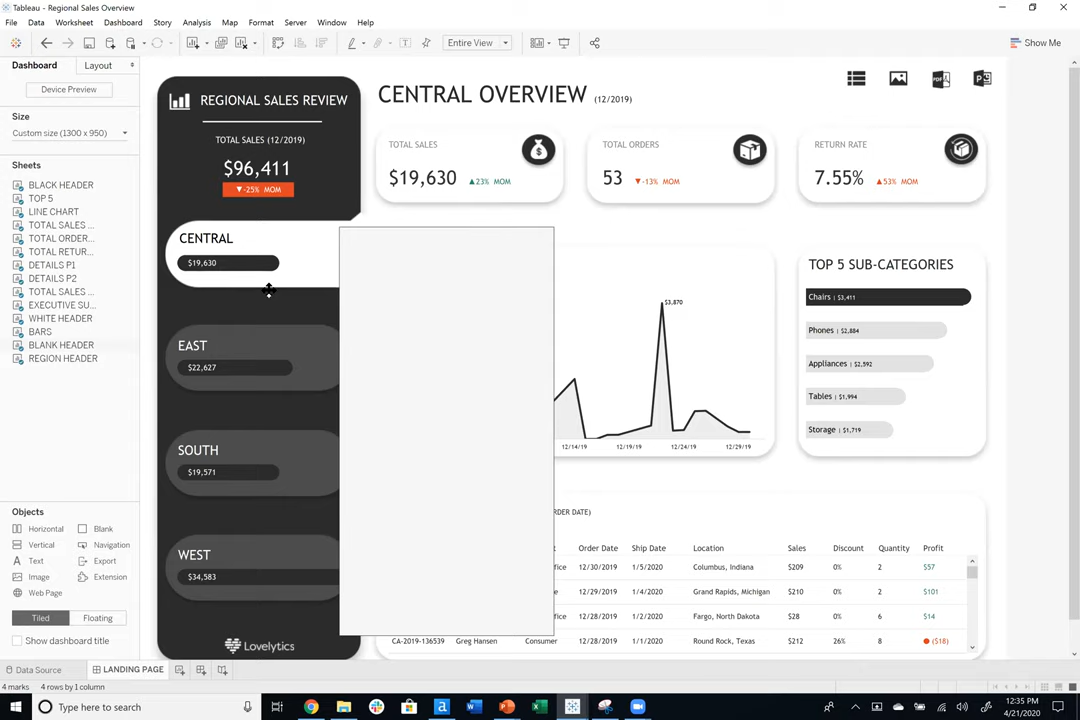 Tableau - Regional Sales Overview
File Data Worksheet Dashboard Story Analysis Map Format Server Window Help
Entire View
Show Me
Dashboard Layout
Device Preview
Size
Custom size (1300 x 950)
Sheets
BLACK HEADER
TOP 5
LINE CHART
TOTAL SALES ...
TOTAL ORDER...
TOTAL RETUR...
DETAILS P1
DETAILS P2
TOTAL SALES ...
EXECUTIVE SU...
WHITE HEADER
BARS
BLANK HEADER
REGION HEADER
Objects
Horizontal Blank
Vertical Navigation
Text Export
Image Extension
Web Page
Tiled Floating
Show dashboard title
REGIONAL SALES REVIEW
TOTAL SALES (12/2019)
$96,411
▼-25% MOM
CENTRAL
$19,630
EAST
$22,627
SOUTH
$19,571
WEST
$34,583
Lovelytics
CENTRAL OVERVIEW (12/2019)
TOTAL SALES
$19,630 ▲23% MOM
TOTAL ORDERS
53 ▼-13% MOM
RETURN RATE
7.55% ▲53% MOM
$3,870
12/14/19 12/19/19 12/24/19 12/29/19
TOP 5 SUB-CATEGORIES
Chairs | $3,411
Phones | $2,884
Appliances | $2,592
Tables | $1,994
Storage | $1,719
ORDER DATE)
Order Date Ship Date Location Sales Discount Quantity Profit
12/30/2019 1/5/2020 Columbus, Indiana $209 0% 2 $57
12/29/2019 1/4/2020 Grand Rapids, Michigan $210 0% 2 $101
12/28/2019 1/1/2020 Fargo, North Dakota $28 0% 6 $14
CA-2019-136539 Greg Hansen Consumer 12/28/2019 1/1/2020 Round Rock, Texas $212 26% 8 ($18)
Data Source LANDING PAGE
4 marks 4 rows by 1 column
Type here to search
12:35 PM
4/21/2020